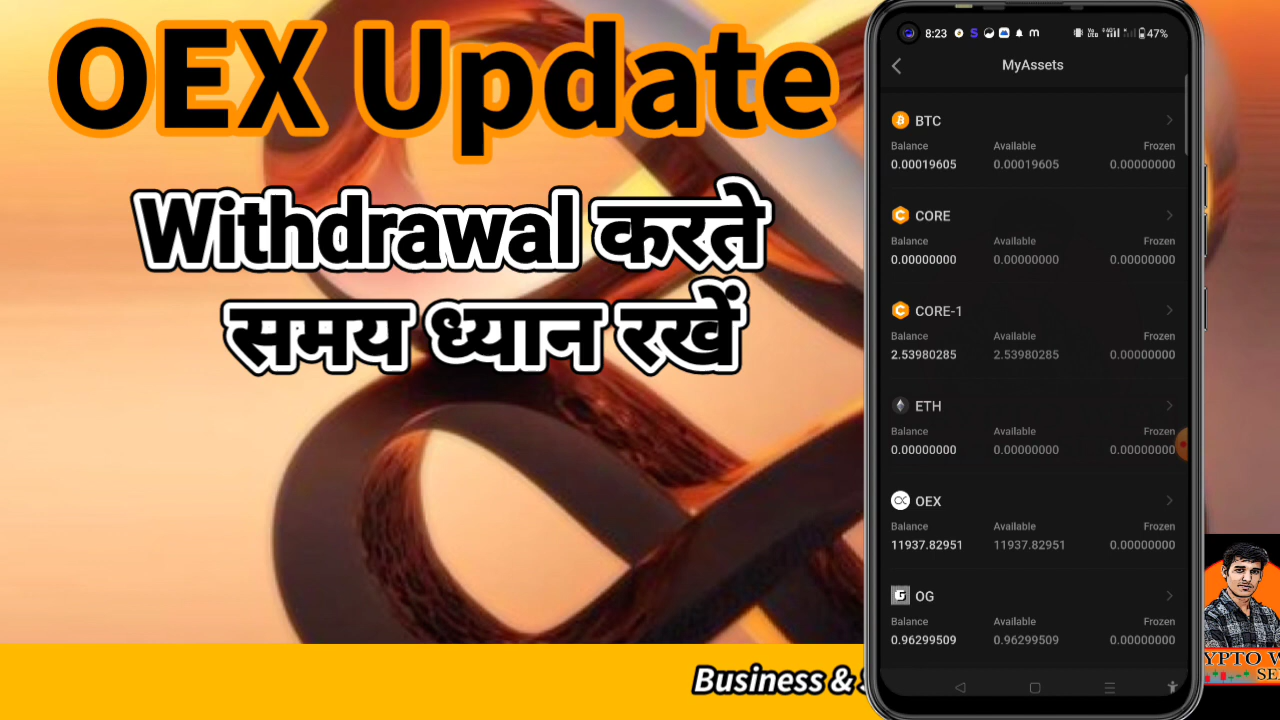 OEX Update
Withdrawal करते
समय ध्यान रखें
Business &
8:23
47%
MyAssets
BTC
Balance Available Frozen
0.00019605 0.00019605 0.00000000
CORE
Balance Available Frozen
0.00000000 0.00000000 0.00000000
CORE-1
Balance Available Frozen
2.53980285 2.53980285 0.00000000
ETH
Balance Available Frozen
0.00000000 0.00000000 0.00000000
OEX
Balance Available Frozen
11937.82951 11937.82951 0.00000000
OG
Balance Available Frozen
0.96299509 0.96299509 0.00000000